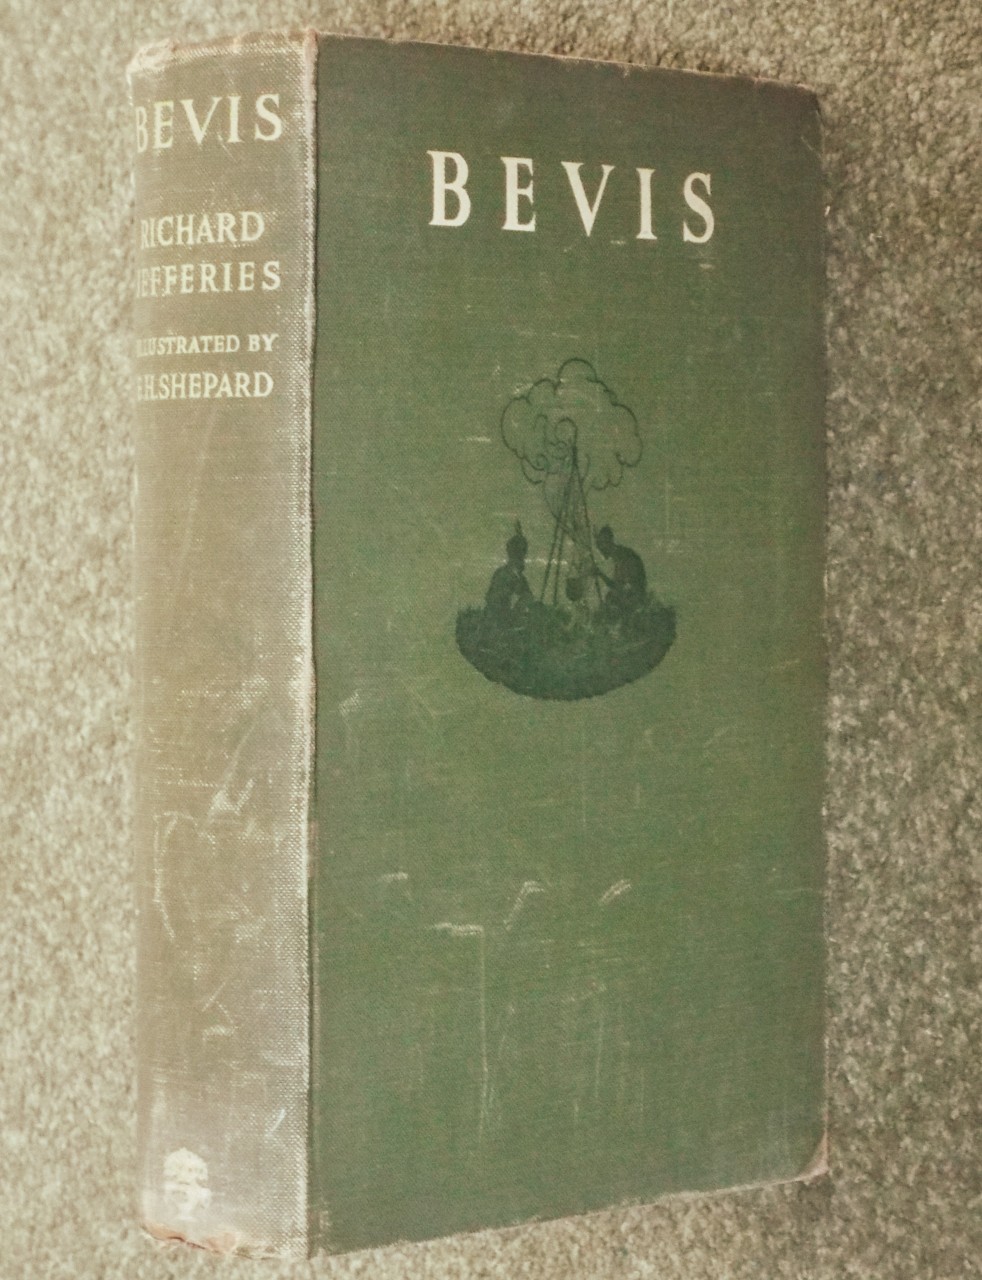 BEVIS
RICHARD
JEFFERIES
ILLUSTRATED BY
E.H.SHEPARD
BEVIS